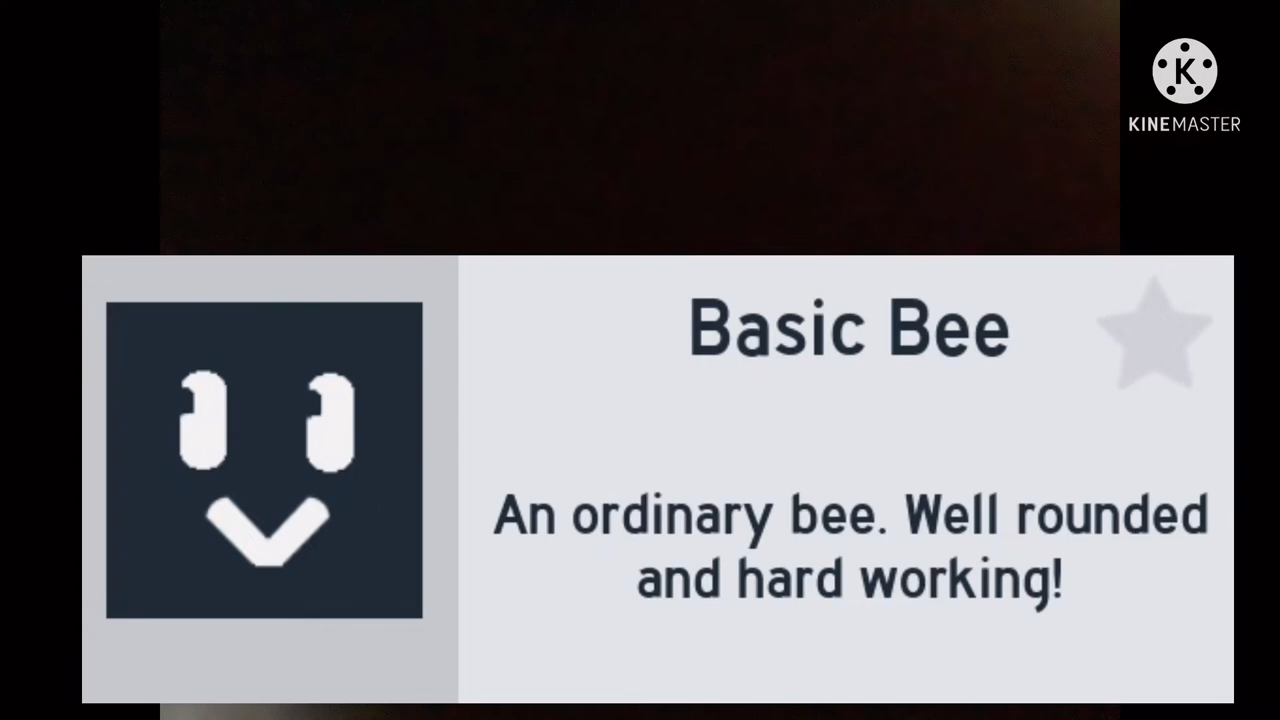 K
KINEMASTER
Basic Bee
An ordinary bee. Well rounded
and hard working!